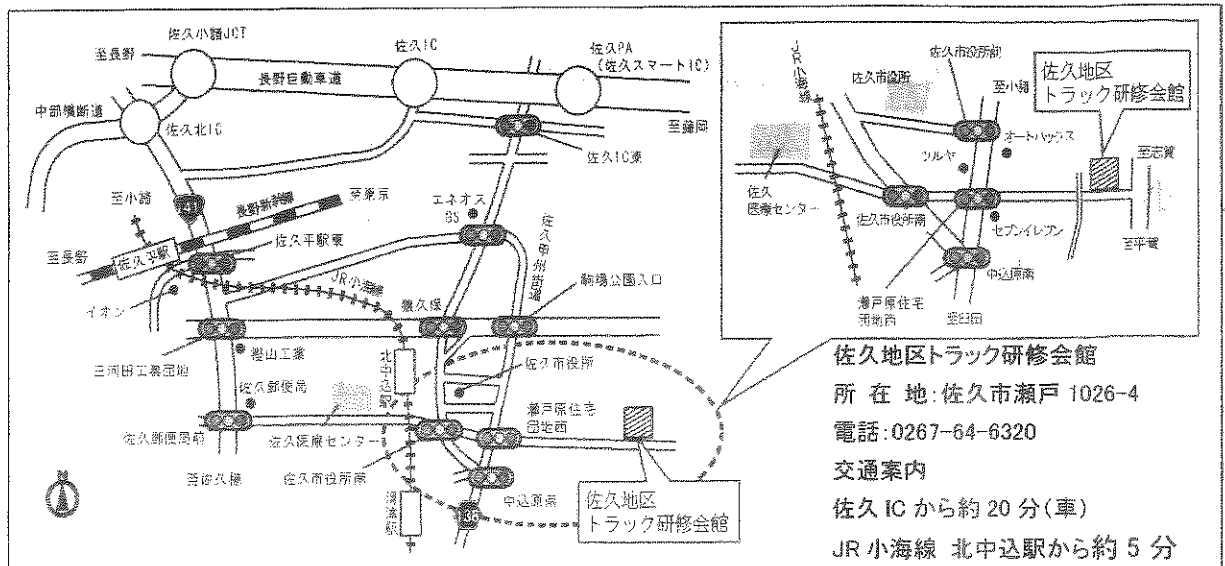 佐久小諸JCT
佐久IC
佐久PA
(佐久スマートIC)
至長野
長野自動車道
中部横断道
佐久北IC
至藤岡
佐久IC東
至小諸
長野新幹線
至東京
エネオス
GS
佐久甲州街道
至長野
佐久平駅
佐久平駅東
JR小海線
イオン
猿久保
駒場公園入口
樫山工業
三河田工業団地
北中込駅
佐久市役所
佐久郵便局
瀬戸原住宅
団地西
佐久郵便局前
佐久医療センター
至佐久穂
佐久市役所南
中込原南
滑津駅
N
141
佐久地区
トラック研修会館
JR小海線
佐久市役所前
佐久市役所
至小諸
佐久地区
トラック研修会館
オートバックス
ツルヤ
至志賀
佐久
医療センター
佐久市役所南
セブンイレブン
至平賀
中込原南
瀬戸原住宅
団地西
至臼田
佐久地区トラック研修会館
所 在 地:佐久市瀬戸 1026-4
電話:0267-64-6320
交通案内
佐久 IC から約 20 分(車)
JR 小海線 北中込駅から約 5 分